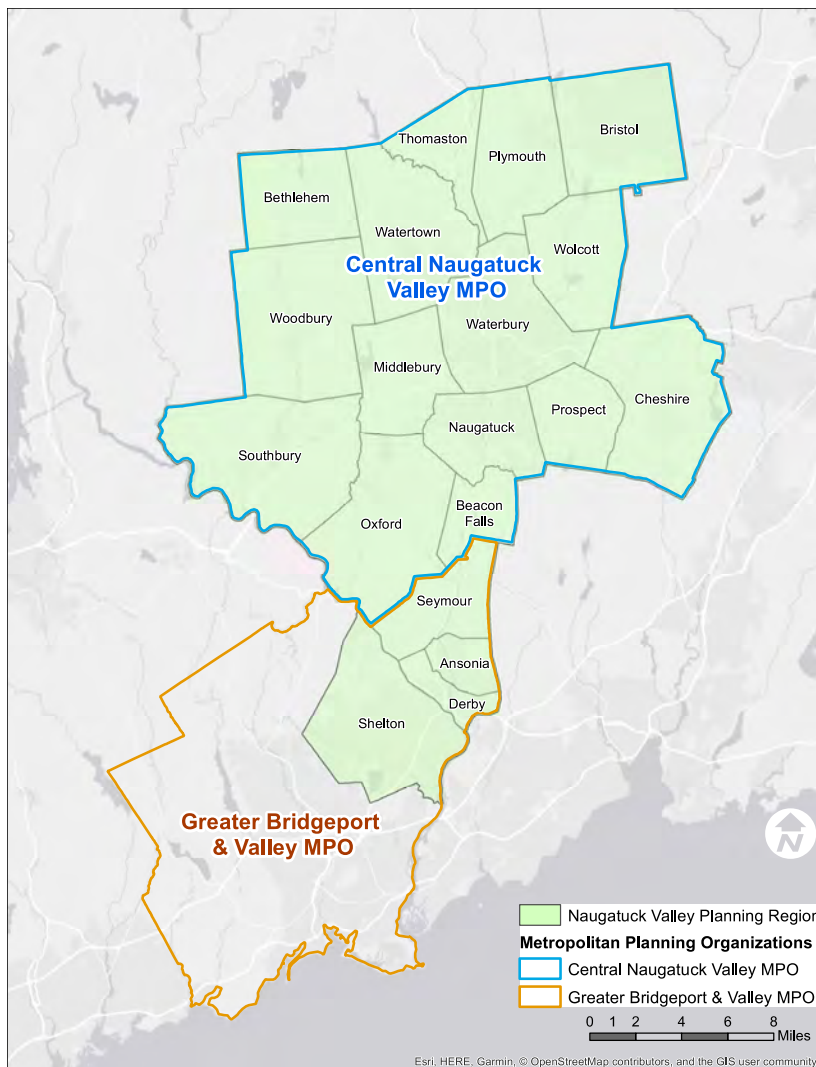 Thomaston
Bristol
Plymouth
Bethlehem
Watertown
Wolcott
Central Naugatuck
Valley MPO
Woodbury
Waterbury
Middlebury
Cheshire
Prospect
Naugatuck
Southbury
Beacon
Falls
Oxford
Seymour
Ansonia
Derby
Shelton
Greater Bridgeport
& Valley MPO
N
Naugatuck Valley Planning Region
Metropolitan Planning Organizations
Central Naugatuck Valley MPO
Greater Bridgeport & Valley MPO
0 1 2 4 6 8
Miles
Esri, HERE, Garmin, © OpenStreetMap contributors, and the GIS user community